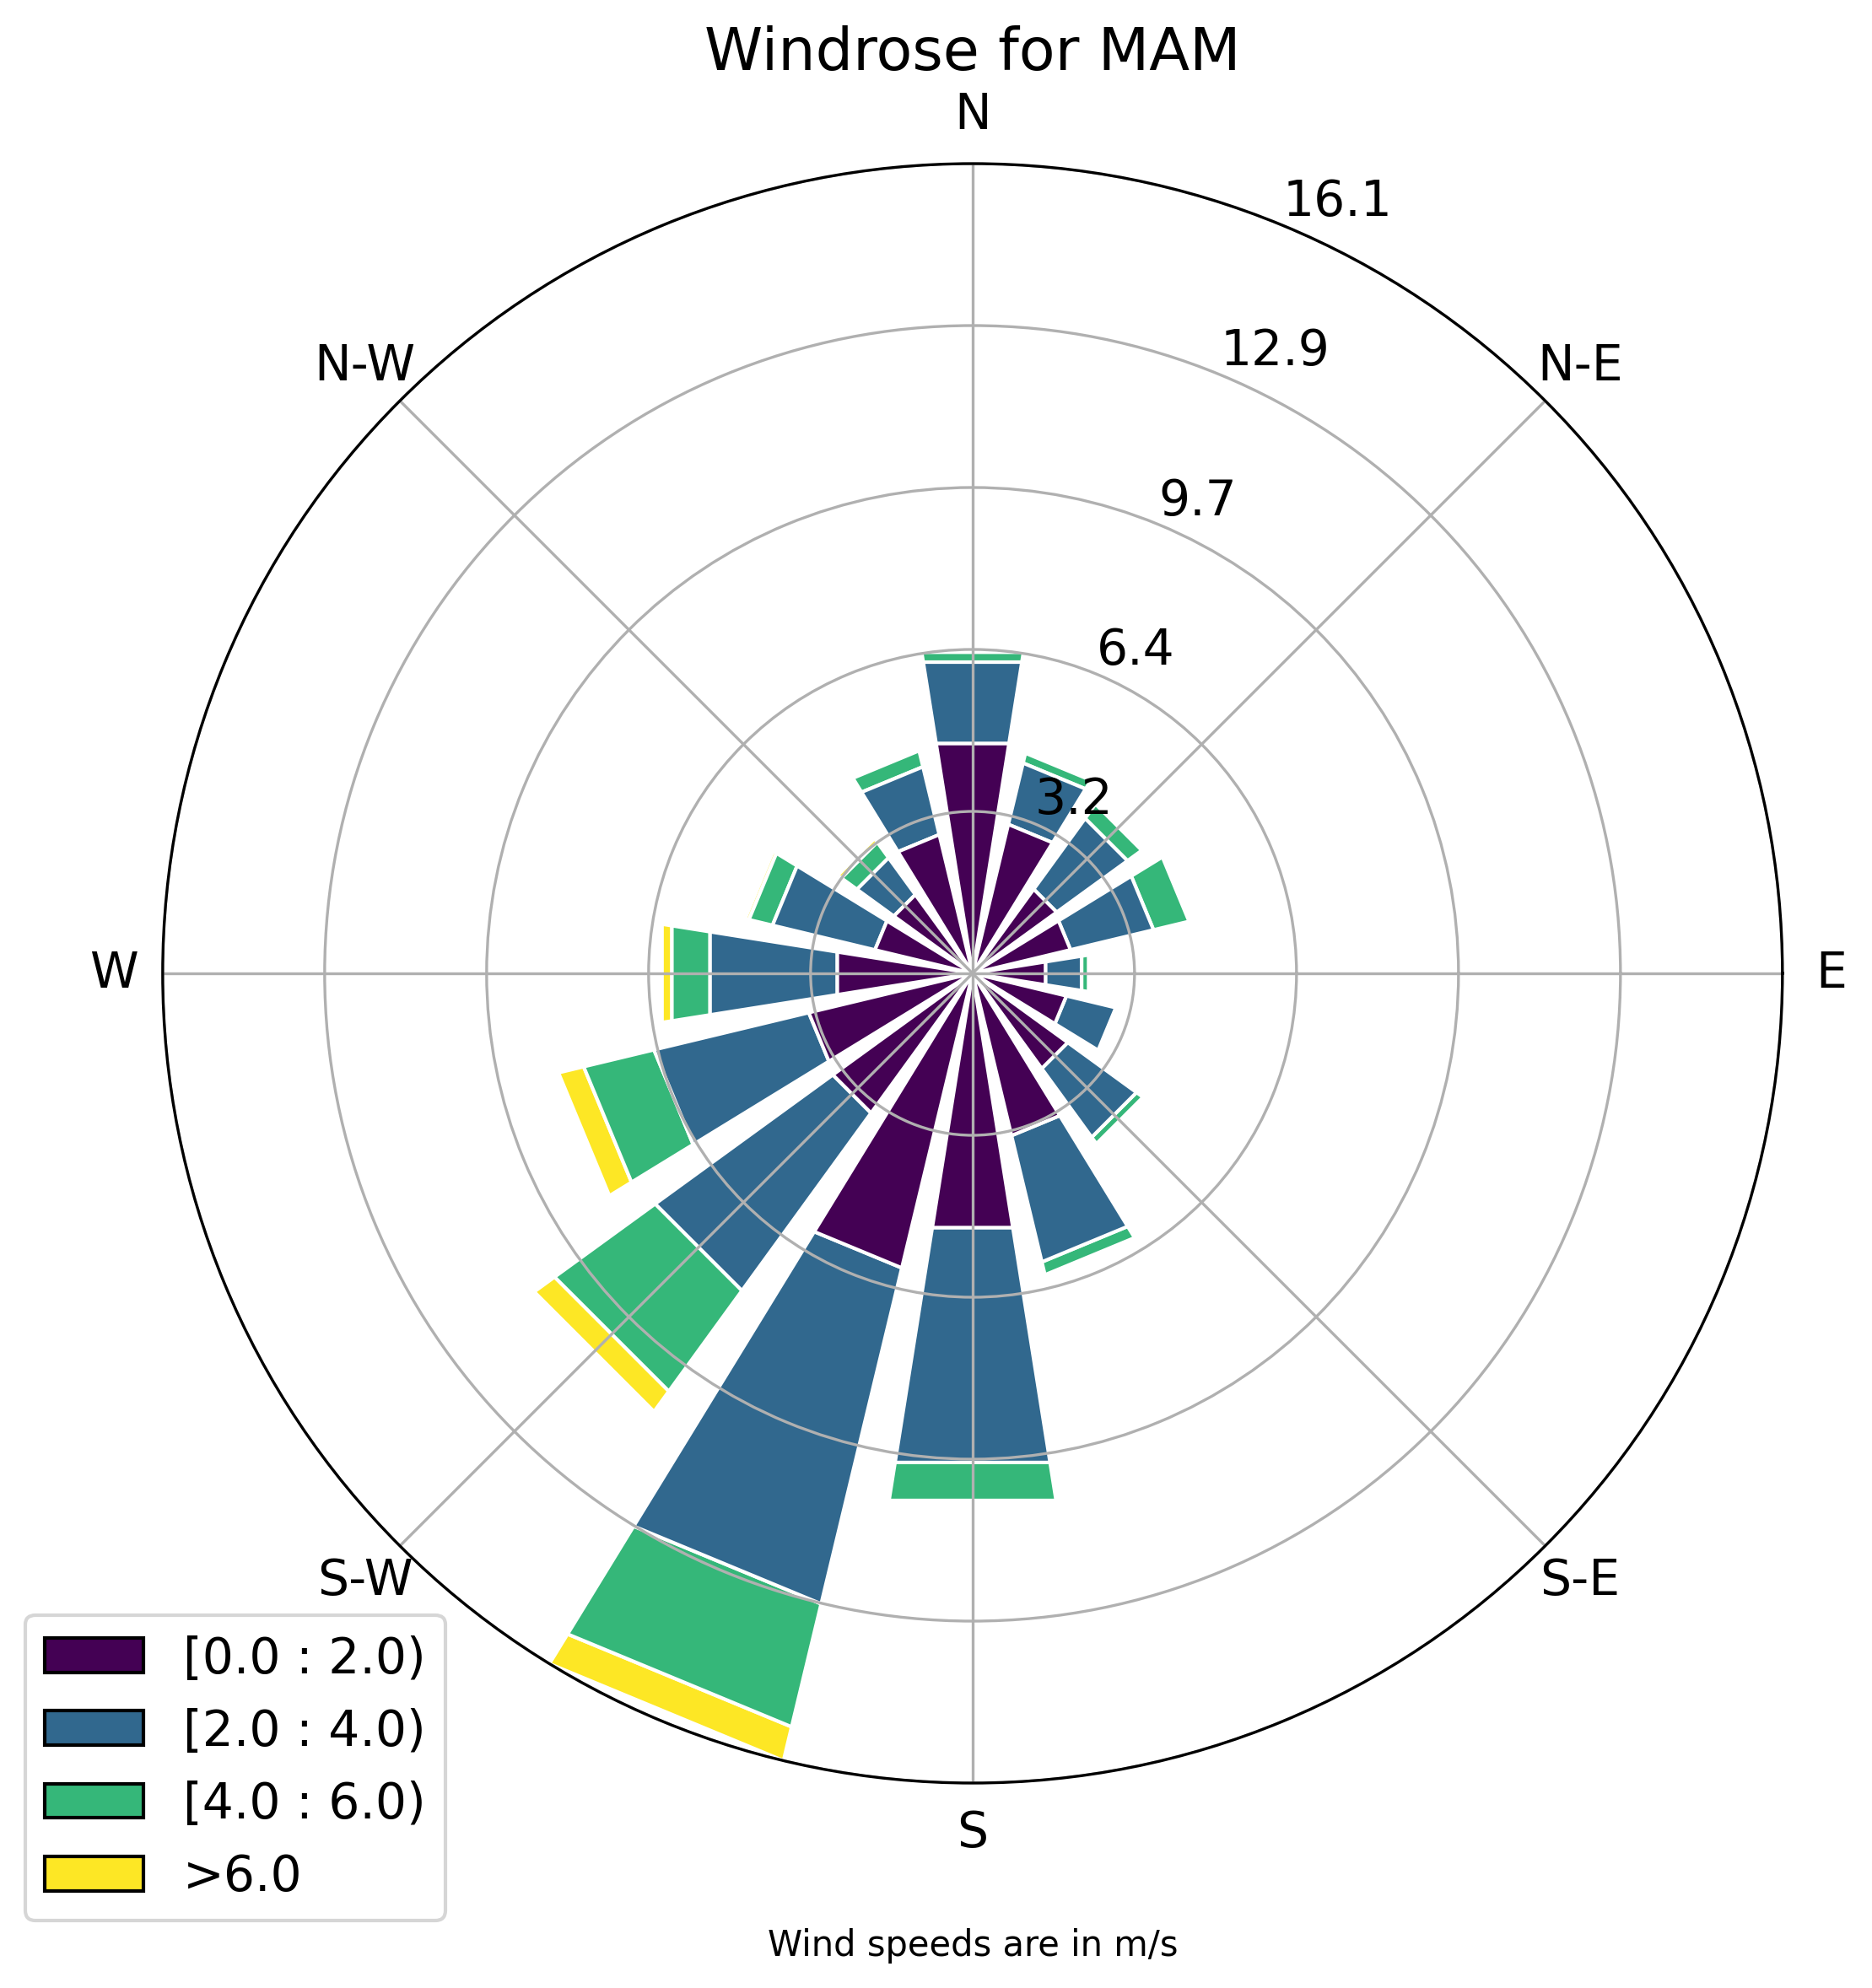 Windrose for MAM
N
16.1
12.9
N-W
N-E
9.7
6.4
3.2
W
E
S-W
S-E
[0.0 : 2.0)
[2.0 : 4.0)
[4.0 : 6.0)
>6.0
S
Wind speeds are in m/s